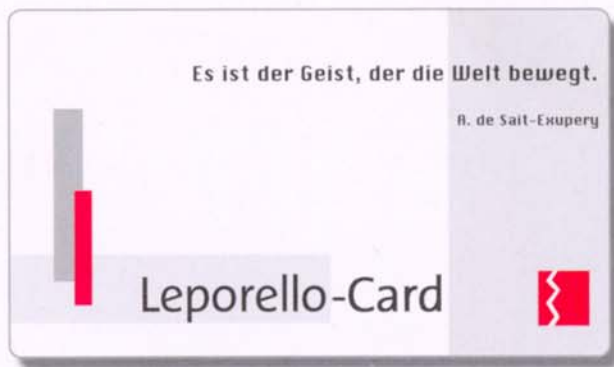 Es ist der Geist, der die Welt bewegt.
A. de Sait-Exupery
Leporello-Card